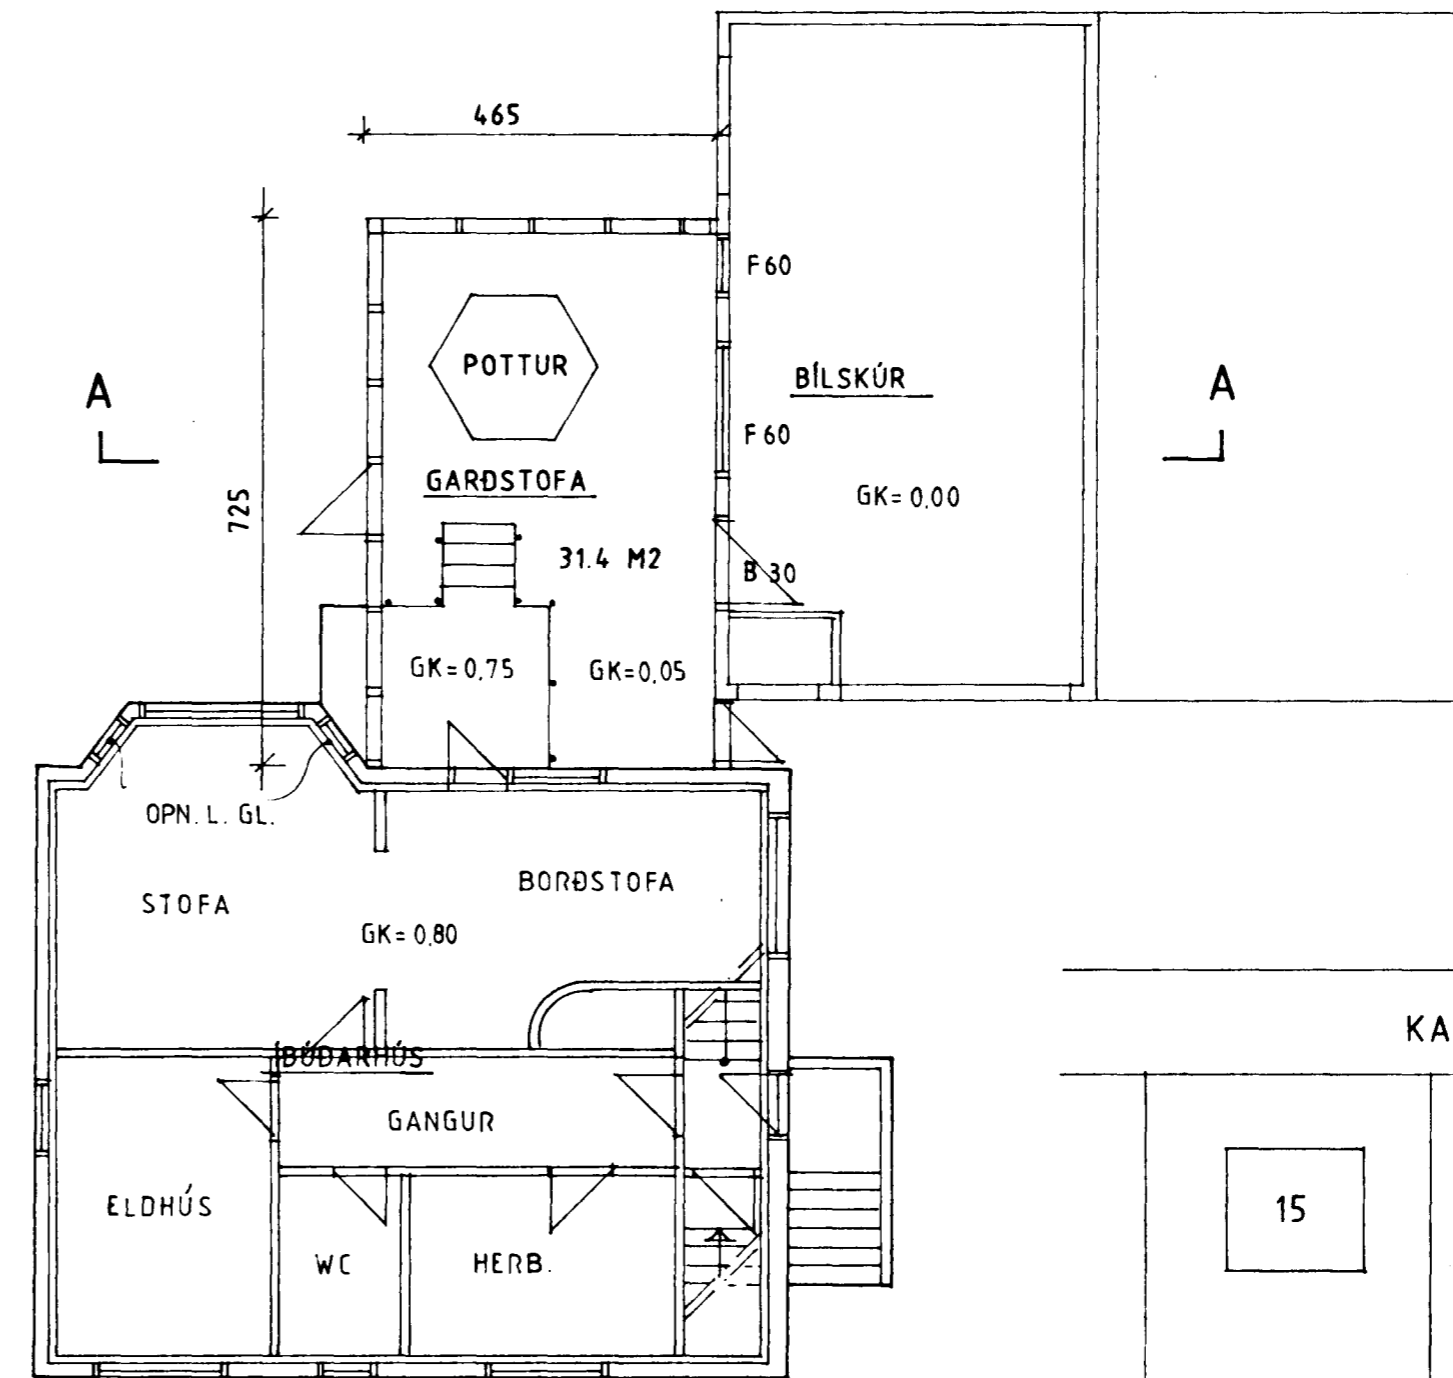 465
F60
POTTUR
BÍLSKÚR
A
A
F60
GARÐSTOFA
GK=0,00
725
31.4 M2
B 30
GK=0,75
GK=0,05
OPN. L. GL.
STOFA
BORÐSTOFA
GK=0,80
KA
BÚÐARHÚS
GANGUR
ELDHÚS
15
WC
HERB.